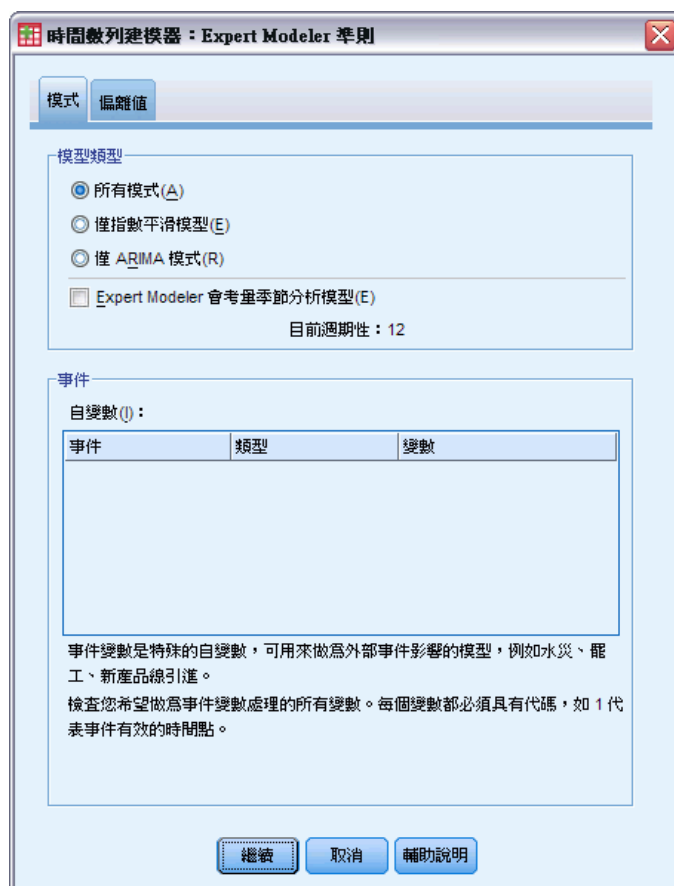 時間數列建模器：Expert Modeler 準則
模式 偏離值
模型類型
所有模式(A)
僅指數平滑模型(E)
僅 ARIMA 模式(R)
Expert Modeler 會考量季節分析模型(E)
目前週期性：12
事件
自變數(I)：
事件 類型 變數
事件變數是特殊的自變數，可用來做為外部事件影響的模型，例如水災、罷
工、新產品線引進。
檢查您希望做為事件變數處理的所有變數。每個變數都必須具有代碼，如 1 代
表事件有效的時間點。
繼續 取消 輔助說明